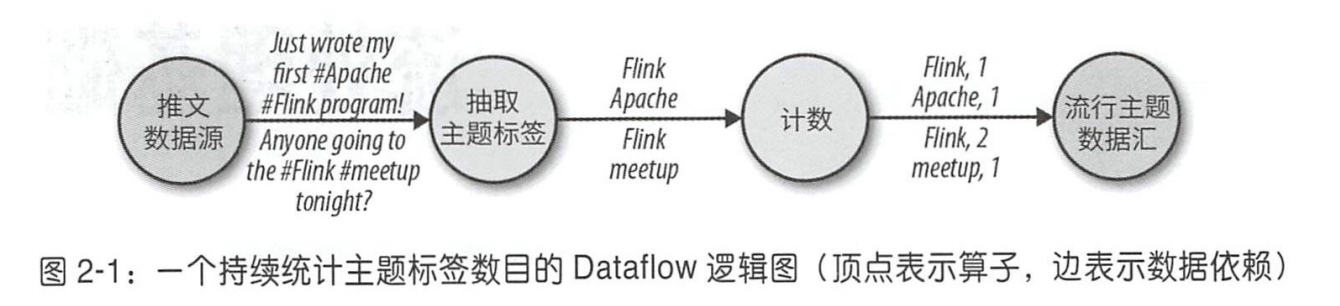 推文
数据源
Just wrote my
first #Apache
#Flink program!
Anyone going to
the #Flink #meetup
tonight?
抽取
主题标签
Flink
Apache
Flink
meetup
计数
Flink, 1
Apache, 1
Flink, 2
meetup, 1
流行主题
数据汇
图 2-1：一个持续统计主题标签数目的 Dataflow 逻辑图（顶点表示算子，边表示数据依赖）